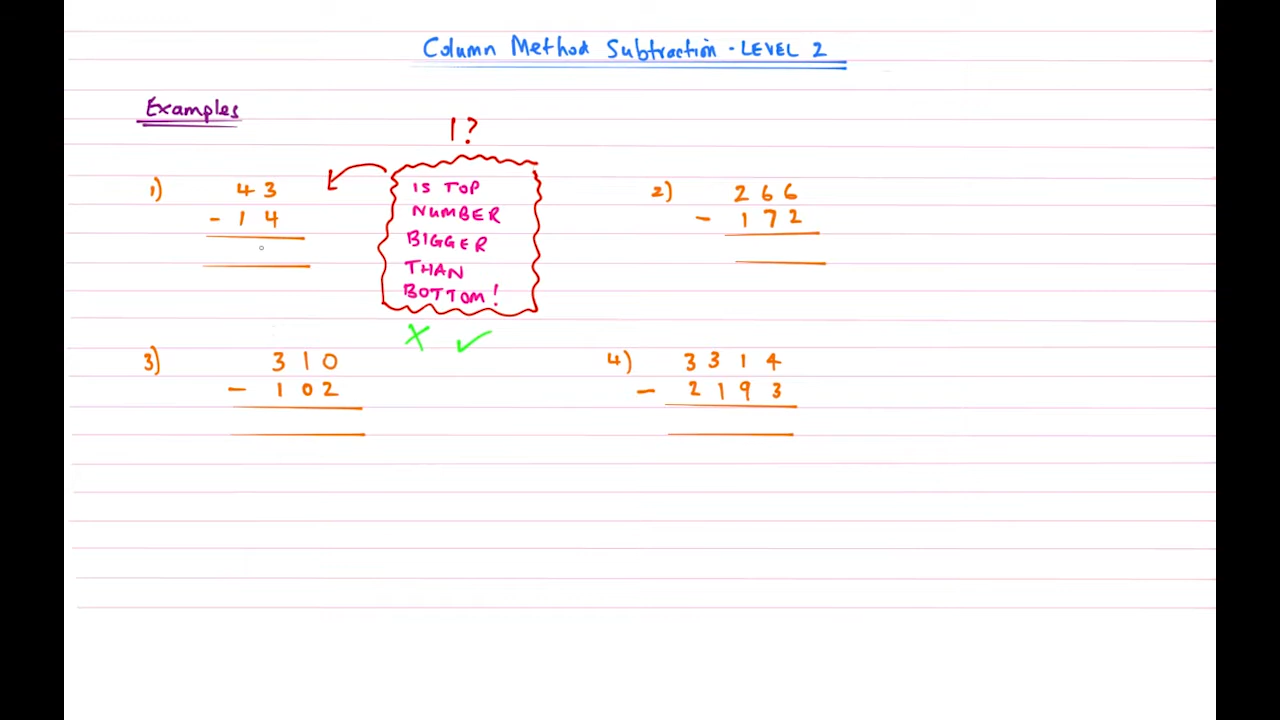 Column Method Subtraction - LEVEL 2
Examples
1?
1) 43
- 14
IS TOP
NUMBER
BIGGER
THAN
BOTTOM!
2) 266
- 172
3) 310
- 102
4) 3314
- 2193